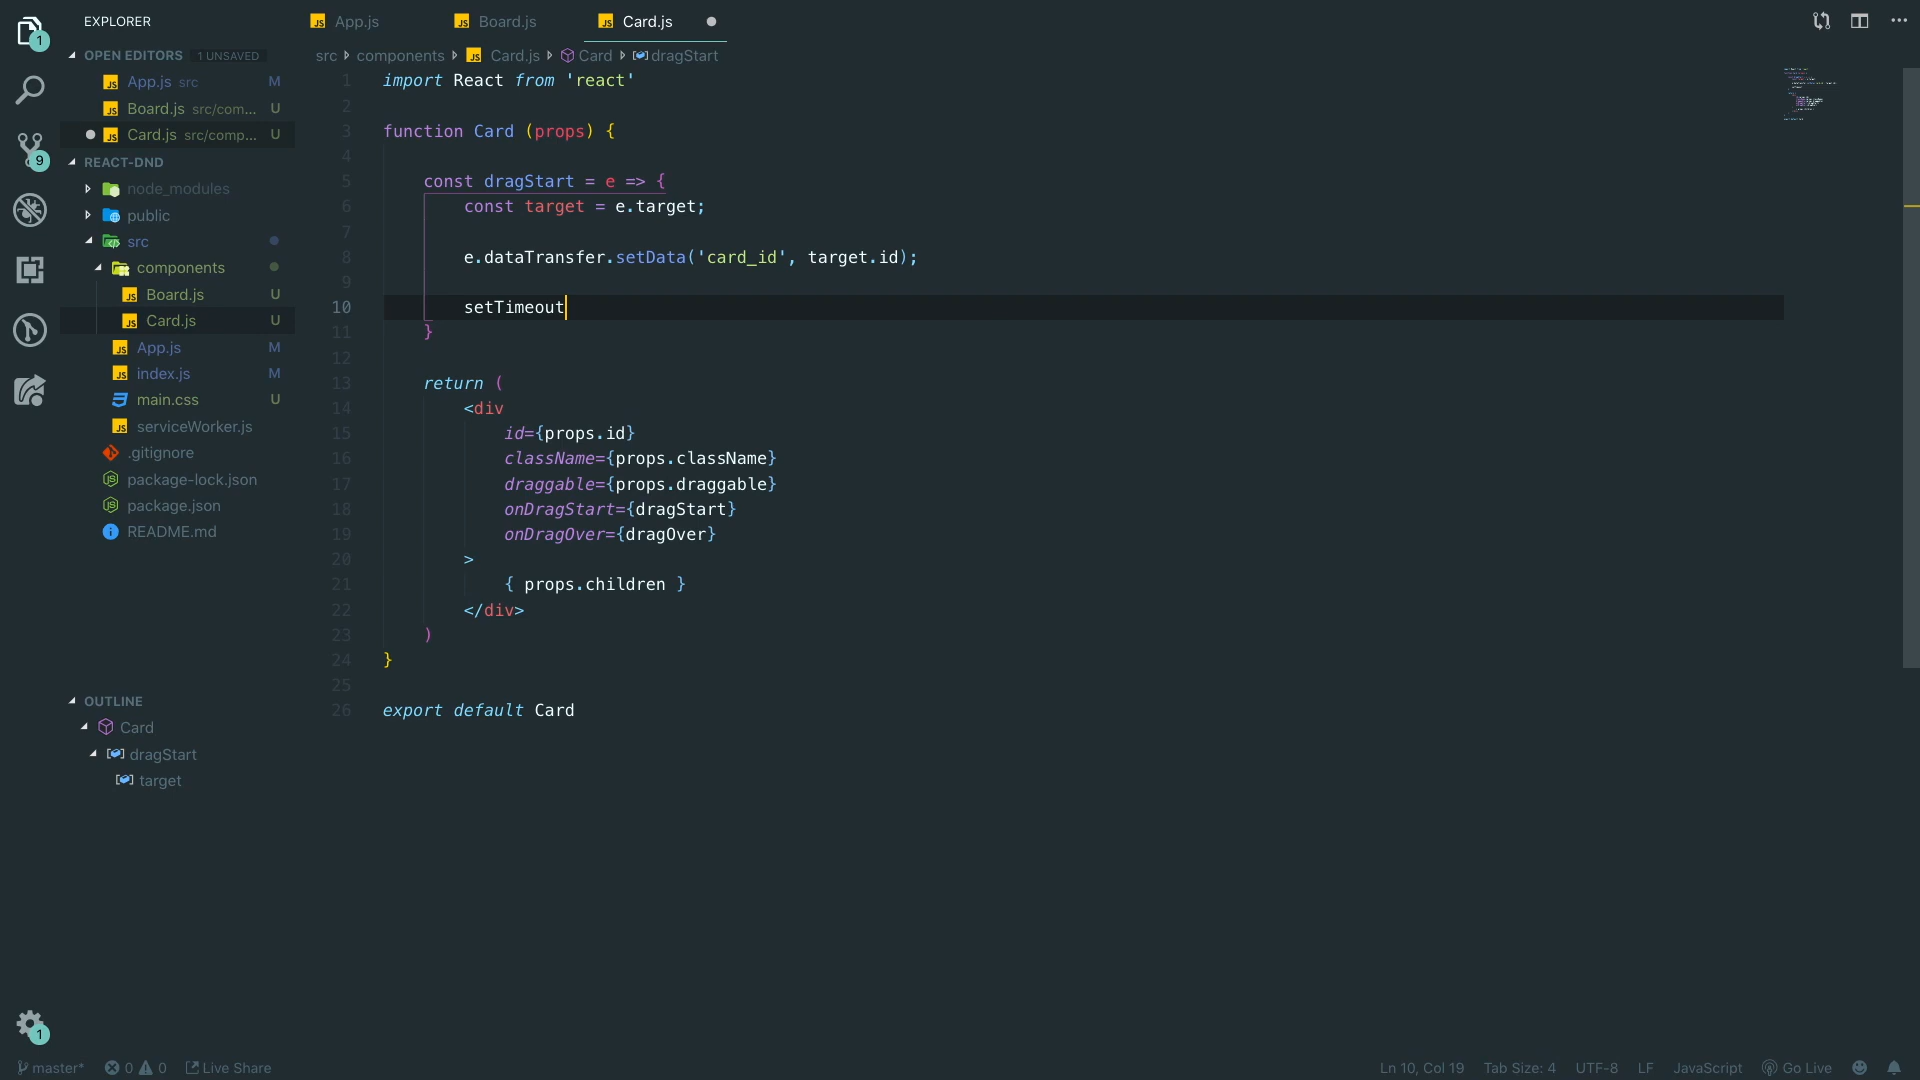 EXPLORER
OPEN EDITORS 1 UNSAVED
App.js src M
Board.js src/com... U
Card.js src/comp... U
REACT-DND
node_modules
public
src
components
Board.js U
Card.js U
App.js M
index.js M
main.css U
serviceWorker.js
.gitignore
package-lock.json
package.json
README.md
OUTLINE
Card
dragStart
target
1
9
1
App.js
Board.js
Card.js
src components Card.js Card dragStart
1 import React from 'react'
2
3 function Card (props) {
4
5 const dragStart = e => {
6 const target = e.target;
7
8 e.dataTransfer.setData('card_id', target.id);
9
10 setTimeout
11 }
12
13 return (
14 <div
15 id={props.id}
16 className={props.className}
17 draggable={props.draggable}
18 onDragStart={dragStart}
19 onDragOver={dragOver}
20 >
21 { props.children }
22 </div>
23 )
24 }
25
26 export default Card
master* 0 0 Live Share Ln 10, Col 19 Tab Size: 4 UTF-8 LF JavaScript Go Live